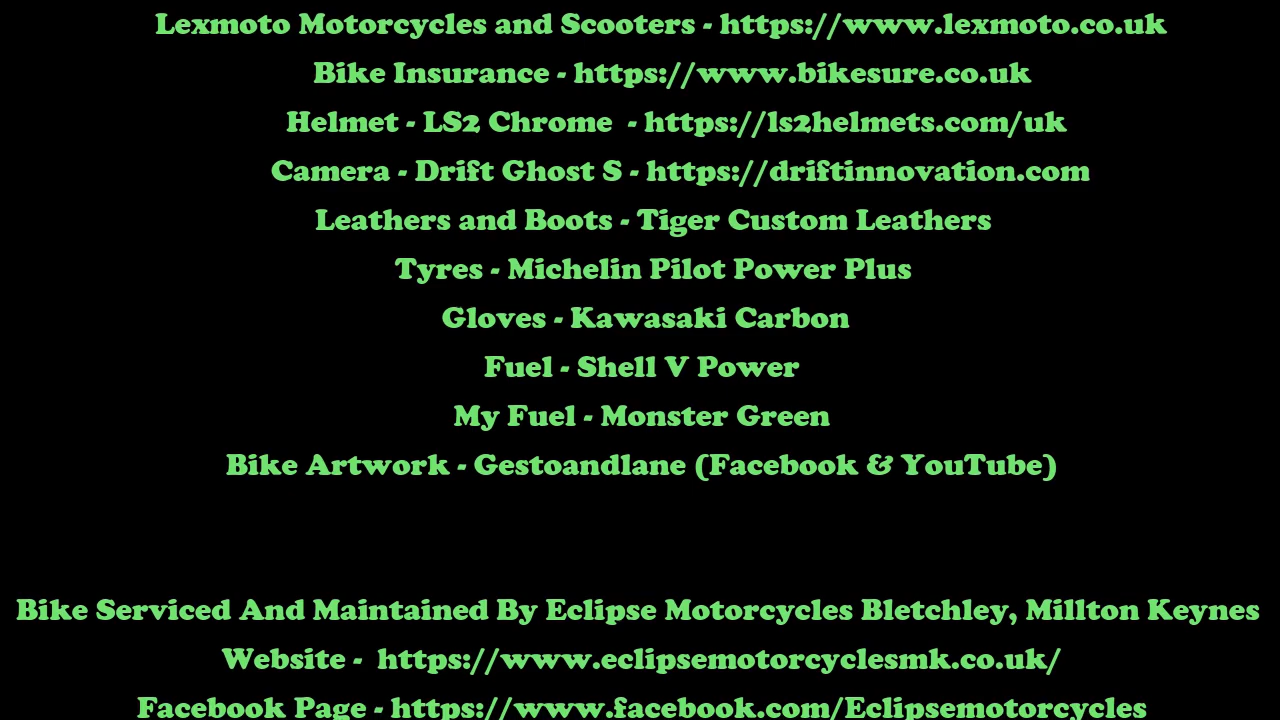 Lexmoto Motorcycles and Scooters - https://www.lexmoto.co.uk
Bike Insurance - https://www.bikesure.co.uk
Helmet - LS2 Chrome  - https://ls2helmets.com/uk
Camera - Drift Ghost S - https://driftinnovation.com
Leathers and Boots - Tiger Custom Leathers
Tyres - Michelin Pilot Power Plus
Gloves - Kawasaki Carbon
Fuel - Shell V Power
My Fuel - Monster Green
Bike Artwork - Gestoandlane (Facebook & YouTube)
Bike Serviced And Maintained By Eclipse Motorcycles Bletchley, Millton Keynes
Website -  https://www.eclipsemotorcyclesmk.co.uk/
Facebook Page - https://www.facebook.com/Eclipsemotorcycles